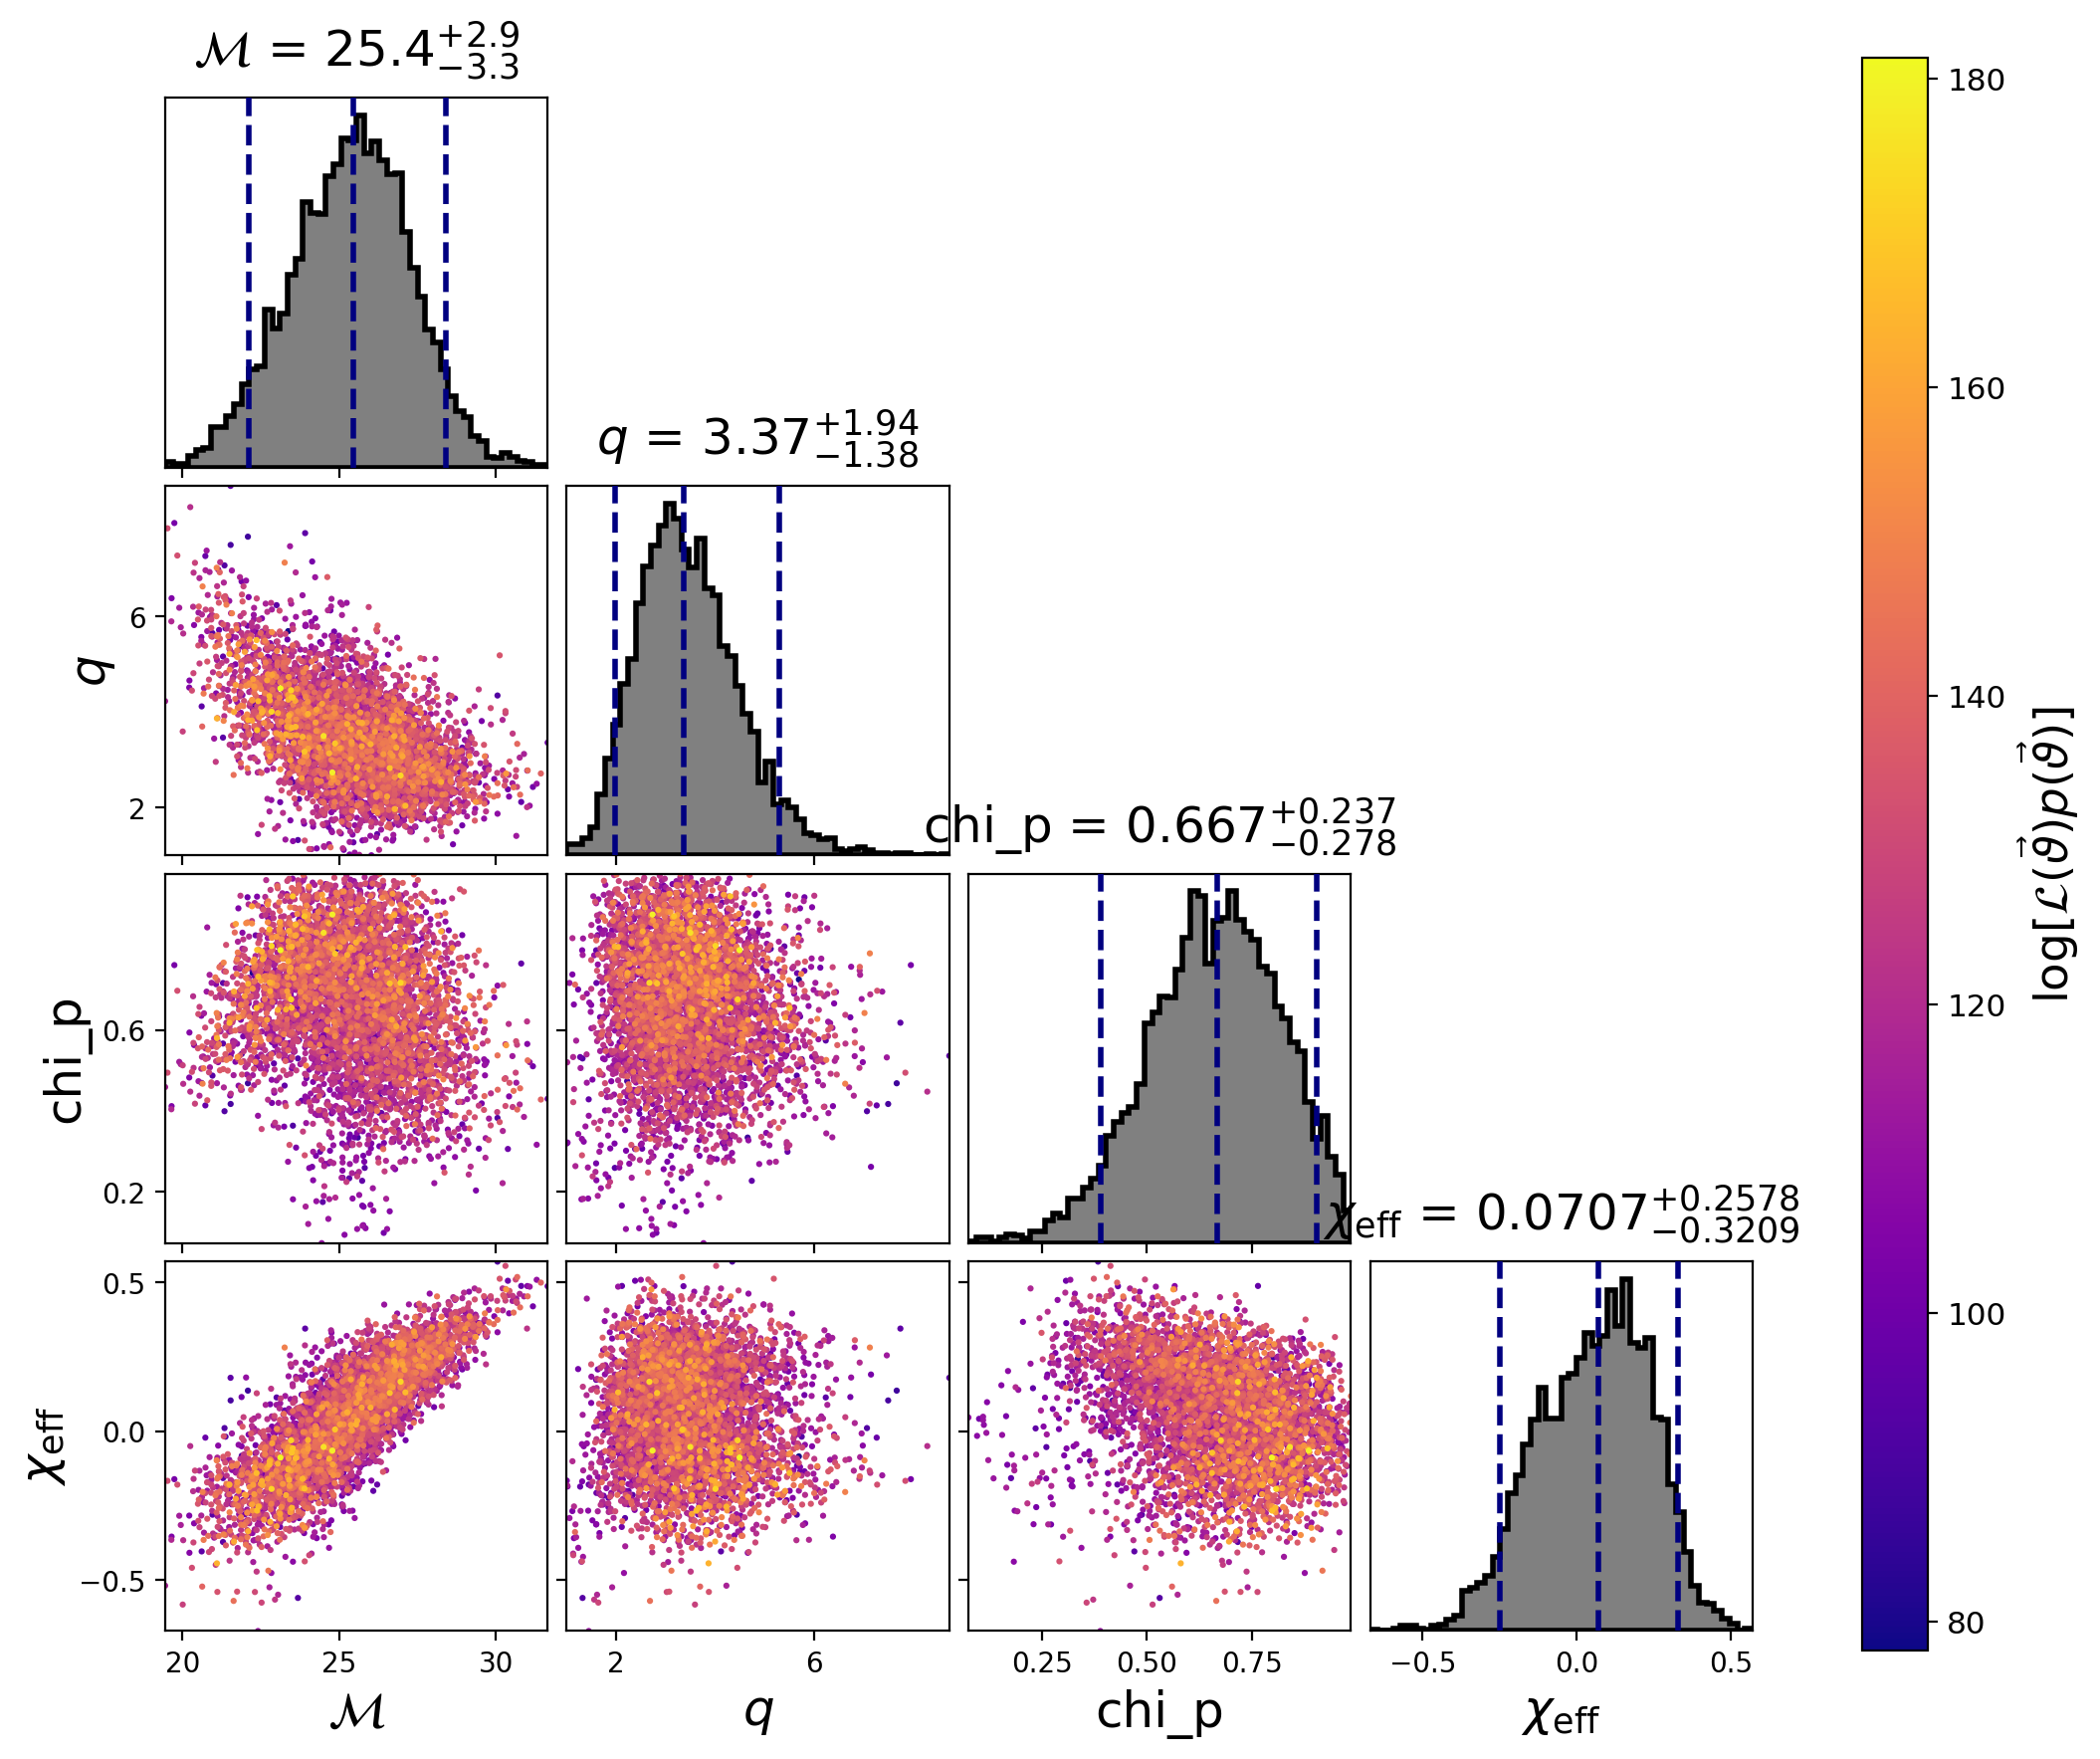 ℳ = 25.4 +2.9 −3.3
180
160
q = 3.37 +1.94 −1.38
6
2
q
140
chi_p = 0.667 +0.237 −0.278
log[ℒ(ϑ⃗)p(ϑ⃗)]
0.6
0.2
chi_p
120
χeff = 0.0707 +0.2578 −0.3209
0.5
0.0
−0.5
χeff
100
80
20 25 30 2 6 0.25 0.50 0.75 −0.5 0.0 0.5
ℳ q chi_p χeff